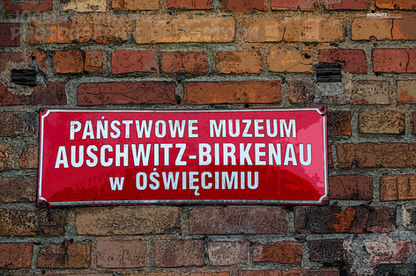 PAŃSTWOWE MUZEUM
AUSCHWITZ-BIRKENAU
w OŚWIĘCIMIU